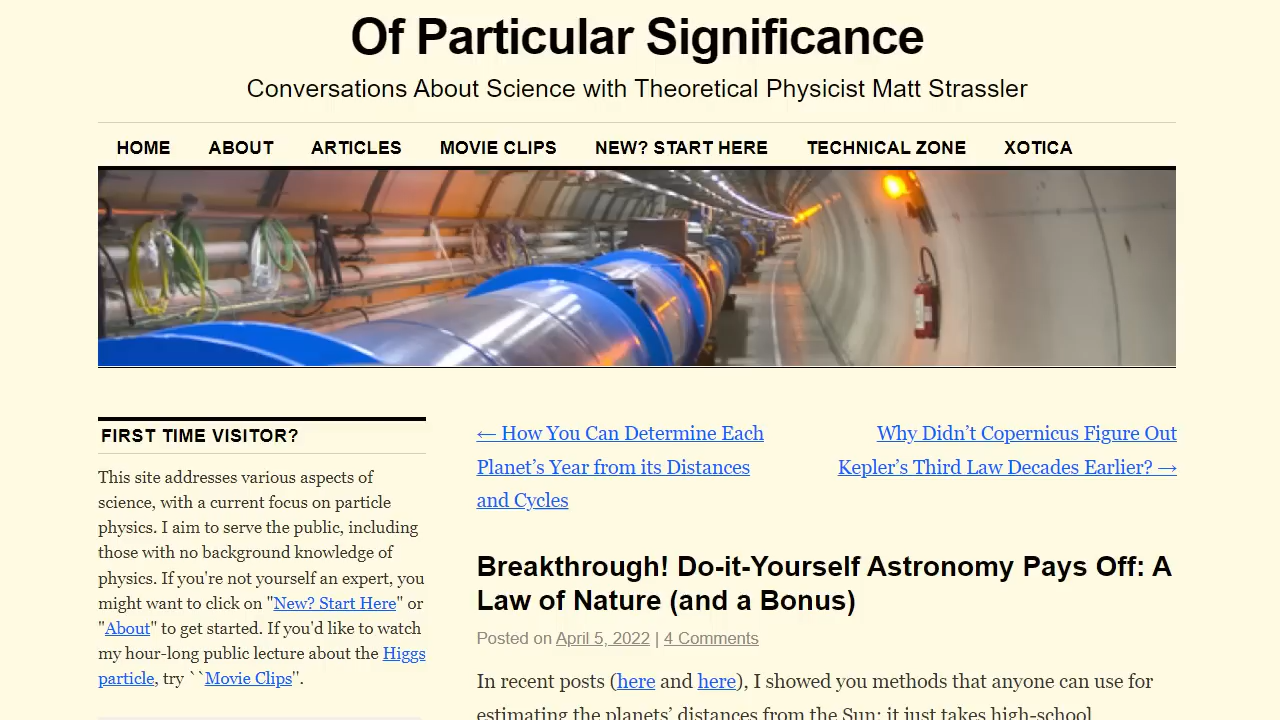 Of Particular Significance
Conversations About Science with Theoretical Physicist Matt Strassler
HOME ABOUT ARTICLES MOVIE CLIPS NEW? START HERE TECHNICAL ZONE XOTICA
FIRST TIME VISITOR?
This site addresses various aspects of
science, with a current focus on particle
physics. I aim to serve the public, including
those with no background knowledge of
physics. If you're not yourself an expert, you
might want to click on "New? Start Here" or
"About" to get started. If you'd like to watch
my hour-long public lecture about the Higgs
particle, try ``Movie Clips".
← How You Can Determine Each
Planet’s Year from its Distances
and Cycles
Why Didn’t Copernicus Figure Out
Kepler’s Third Law Decades Earlier? →
Breakthrough! Do-it-Yourself Astronomy Pays Off: A
Law of Nature (and a Bonus)
Posted on April 5, 2022 | 4 Comments
In recent posts (here and here), I showed you methods that anyone can use for
estimating the planets’ distances from the Sun; it just takes high-school